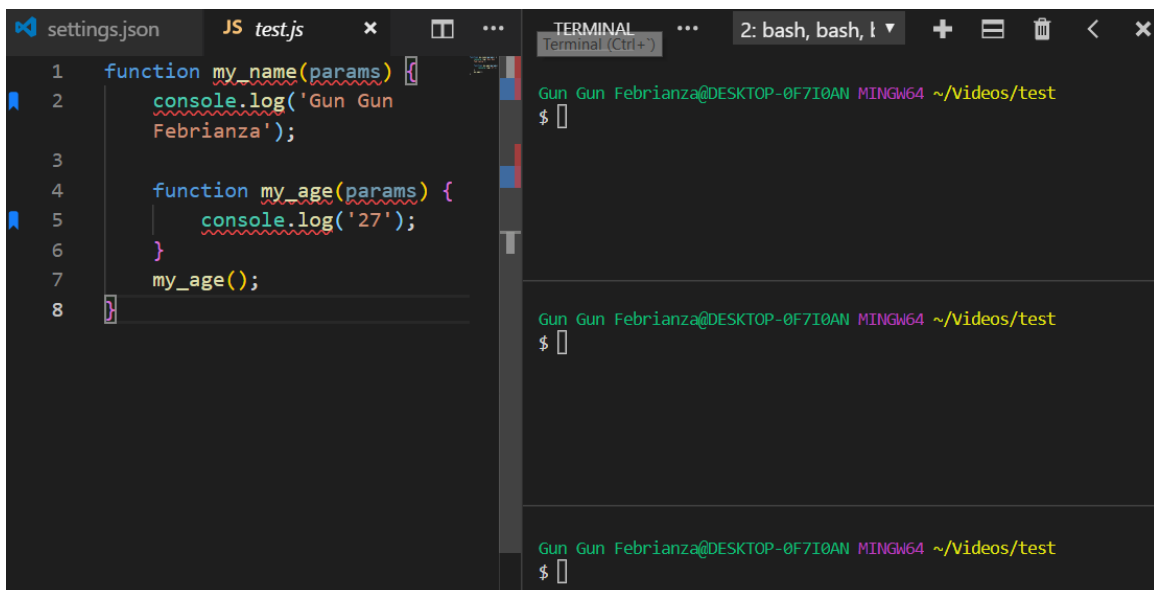 settings.json
JS test.js ×
1 function my_name(params) {
2 console.log('Gun Gun
Febrianza');
3
4 function my_age(params) {
5 console.log('27');
6 }
7 my_age();
8 }
TERMINAL ... 2: bash, bash, b
Terminal (Ctrl+`)
Gun Gun Febrianza@DESKTOP-0F7I0AN MINGW64 ~/Videos/test
$
Gun Gun Febrianza@DESKTOP-0F7I0AN MINGW64 ~/Videos/test
$
Gun Gun Febrianza@DESKTOP-0F7I0AN MINGW64 ~/Videos/test
$